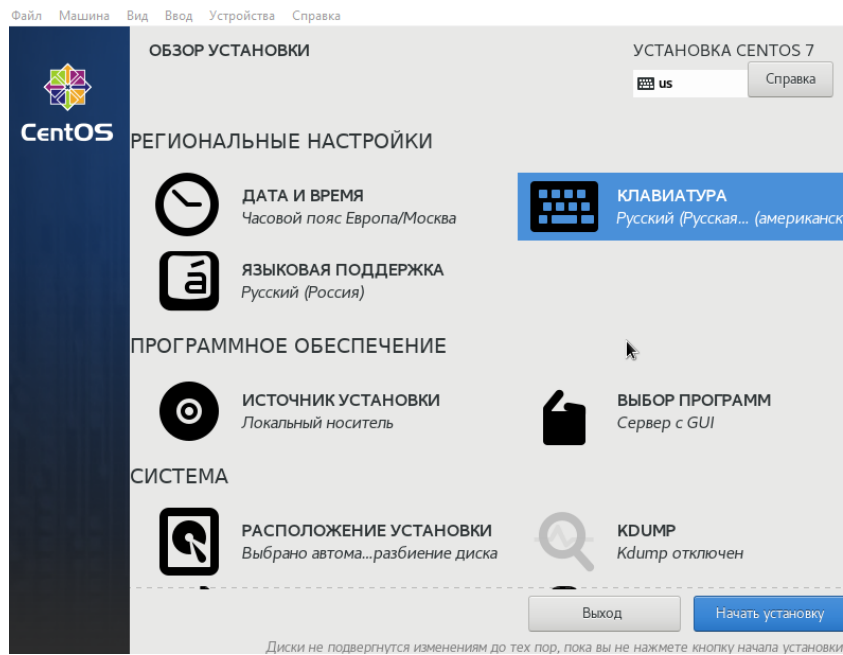 Файл Машина Вид Ввод Устройства Справка
ОБЗОР УСТАНОВКИ
УСТАНОВКА CENTOS 7
us
Справка
CentOS
РЕГИОНАЛЬНЫЕ НАСТРОЙКИ
ДАТА И ВРЕМЯ
Часовой пояс Европа/Москва
КЛАВИАТУРА
Русский (Русская... (американск
ЯЗЫКОВАЯ ПОДДЕРЖКА
Русский (Россия)
ПРОГРАММНОЕ ОБЕСПЕЧЕНИЕ
ИСТОЧНИК УСТАНОВКИ
Локальный носитель
ВЫБОР ПРОГРАММ
Сервер с GUI
СИСТЕМА
РАСПОЛОЖЕНИЕ УСТАНОВКИ
Выбрано автома...разбиение диска
KDUMP
Kdump отключен
Выход
Начать установку
Диски не подвергнутся изменениям до тех пор, пока вы не нажмете кнопку начала установки